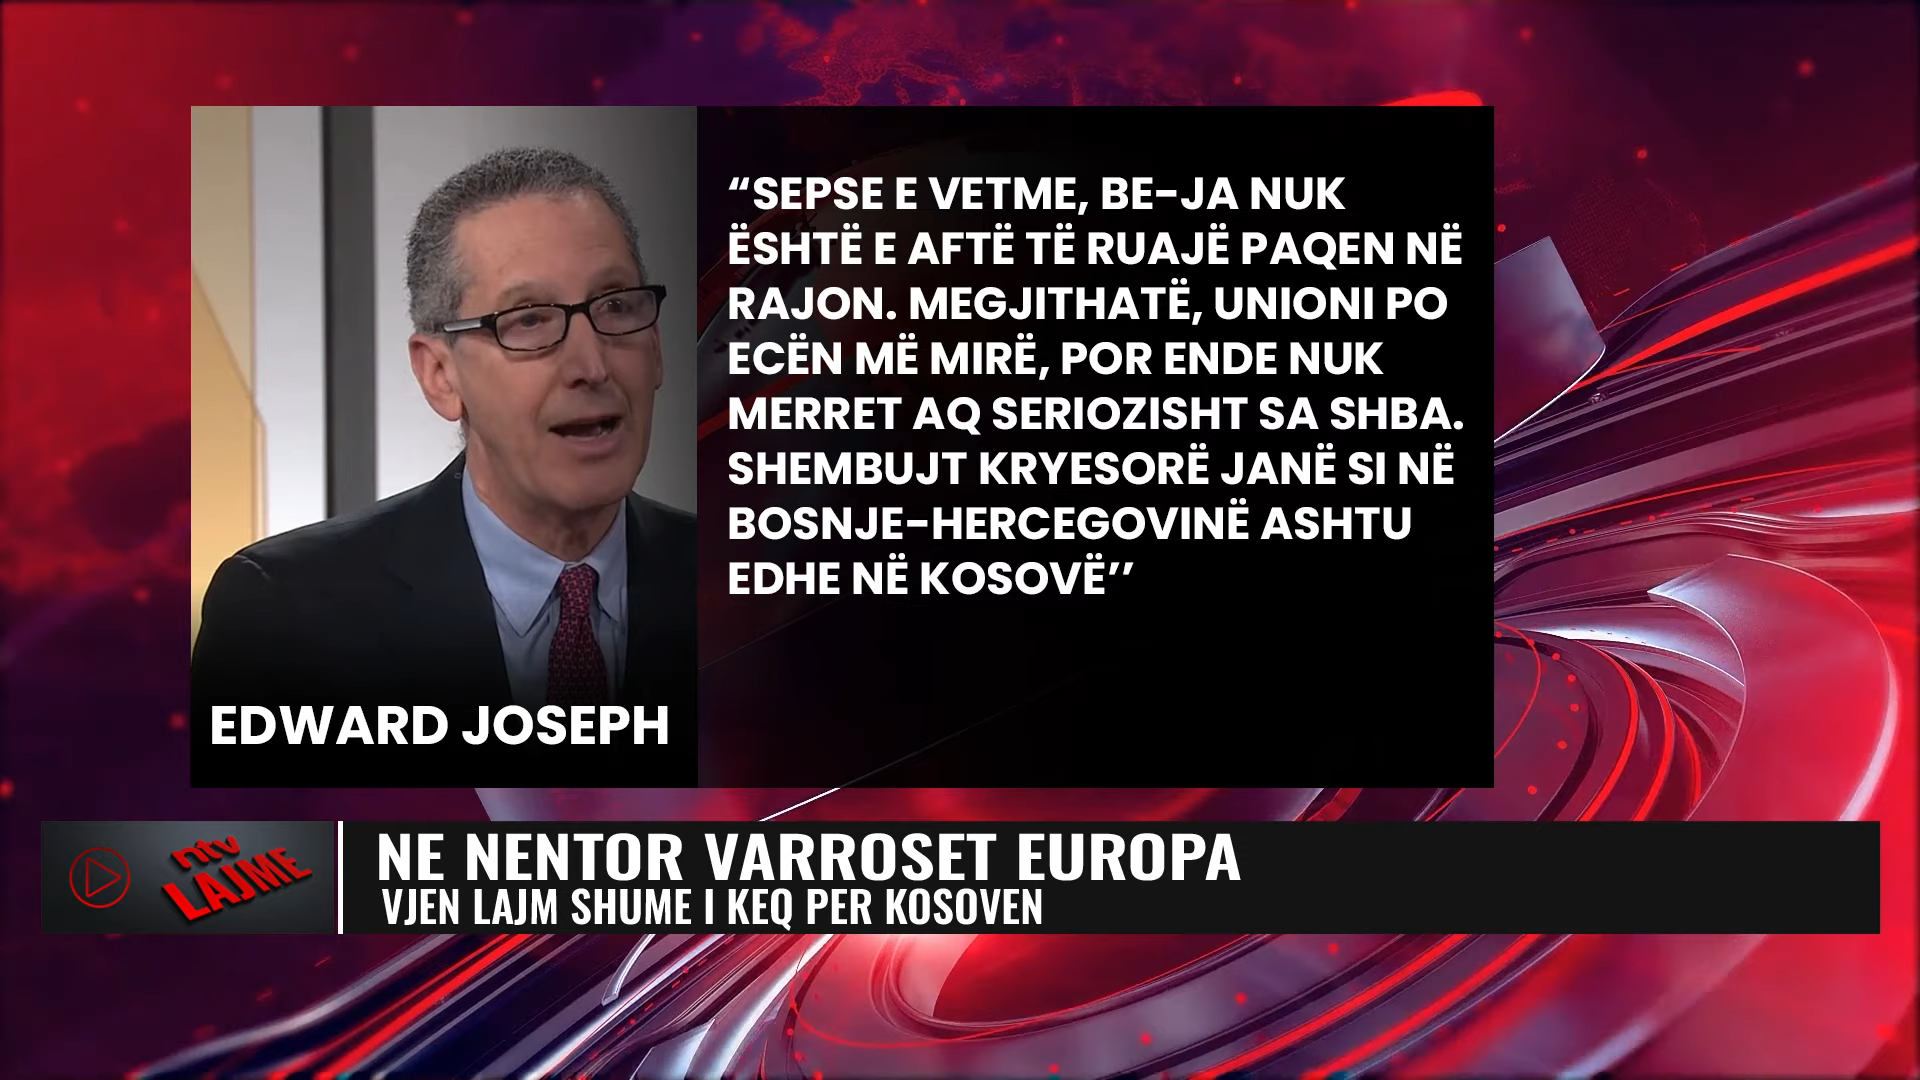 “SEPSE E VETME, BE-JA NUK
ËSHTË E AFTË TË RUAJË PAQEN NË
RAJON. MEGJITHATË, UNIONI PO
ECËN MË MIRË, POR ENDE NUK
MERRET AQ SERIOZISHT SA SHBA.
SHEMBUJT KRYESORË JANË SI NË
BOSNJE-HERCEGOVINË ASHTU
EDHE NË KOSOVË’’
EDWARD JOSEPH
ntv
LAJME
NE NENTOR VARROSET EUROPA
VJEN LAJM SHUME I KEQ PER KOSOVEN